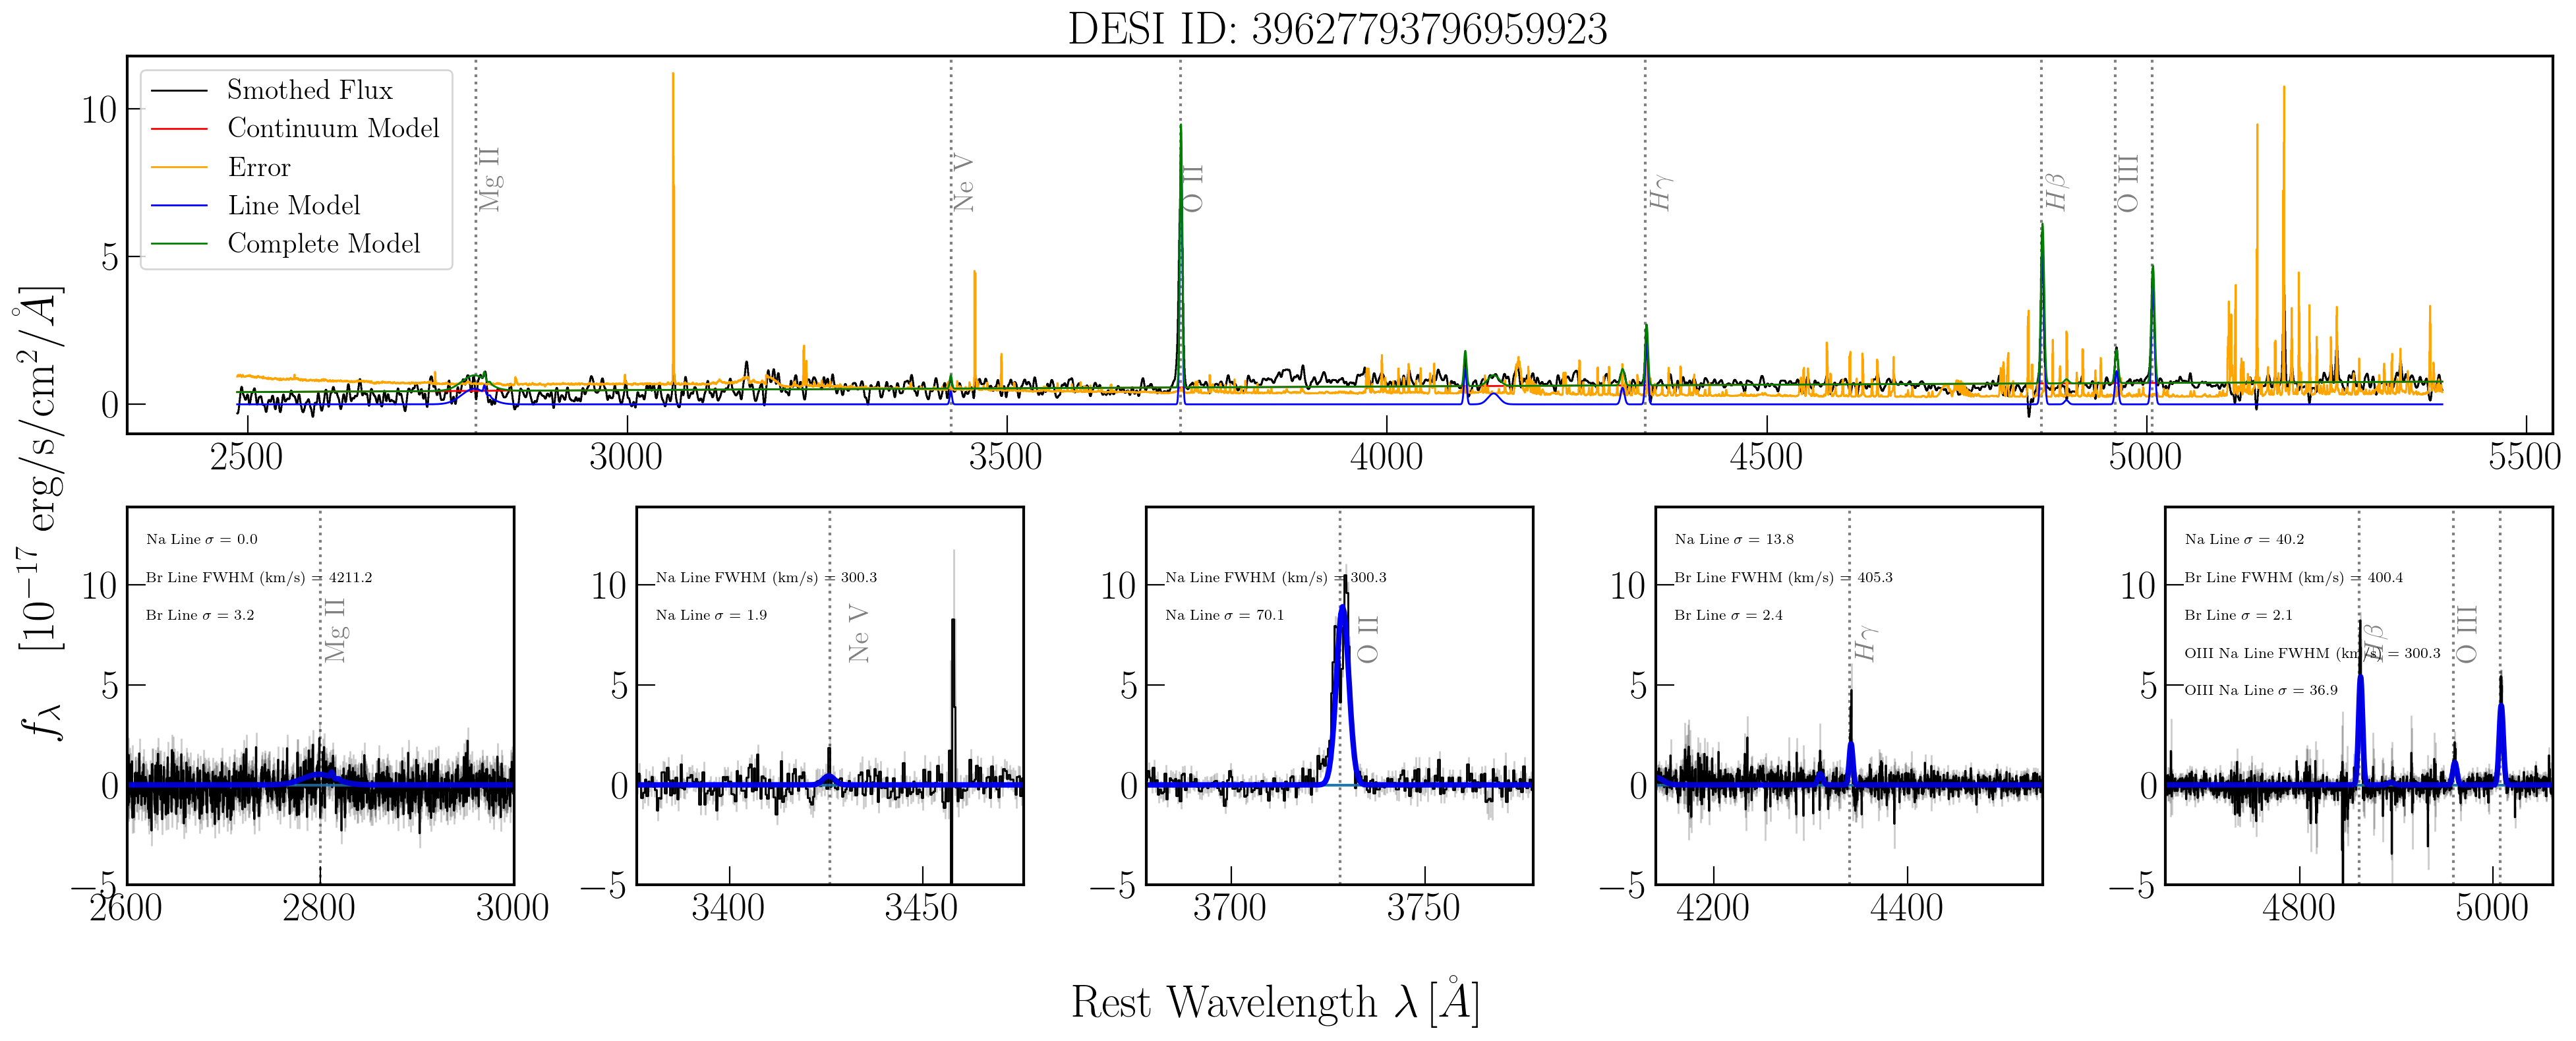 DESI ID: 39627793796959923
Smothed Flux
Continuum Model
Error
Line Model
Complete Model
Mg II
Ne V
O II
Hγ
Hβ
O III
10
5
0
2500 3000 3500 4000 4500 5000 5500
f_λ [10^−17 erg/s/cm^2/Å]
Na Line σ = 0.0
Br Line FWHM (km/s) = 4211.2
Br Line σ = 3.2
Mg II
10
5
0
−5
2600 2800 3000
Na Line FWHM (km/s) = 300.3
Na Line σ = 1.9
Ne V
10
5
0
−5
3400 3450
Na Line FWHM (km/s) = 300.3
Na Line σ = 70.1
O II
10
5
0
−5
3700 3750
Na Line σ = 13.8
Br Line FWHM (km/s) = 405.3
Br Line σ = 2.4
Hγ
10
5
0
−5
4200 4400
Na Line σ = 40.2
Br Line FWHM (km/s) = 400.4
Br Line σ = 2.1
OIII Na Line FWHM (km/s) = 300.3
OIII Na Line σ = 36.9
Hβ
O III
10
5
0
−5
4800 5000
Rest Wavelength λ [Å]